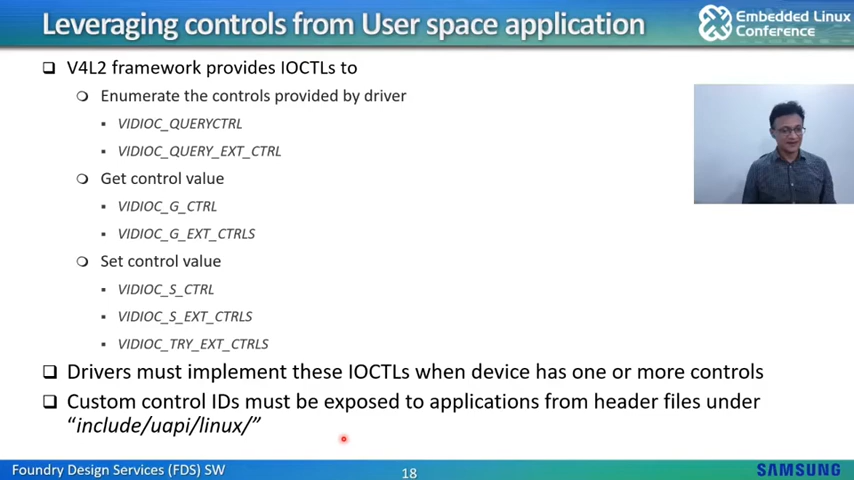 Leveraging controls from User space application
Embedded Linux
Conference
V4L2 framework provides IOCTLs to
Enumerate the controls provided by driver
VIDIOC_QUERYCTRL
VIDIOC_QUERY_EXT_CTRL
Get control value
VIDIOC_G_CTRL
VIDIOC_G_EXT_CTRLS
Set control value
VIDIOC_S_CTRL
VIDIOC_S_EXT_CTRLS
VIDIOC_TRY_EXT_CTRLS
Drivers must implement these IOCTLs when device has one or more controls
Custom control IDs must be exposed to applications from header files under
“include/uapi/linux/”
Foundry Design Services (FDS) SW
18
SAMSUNG